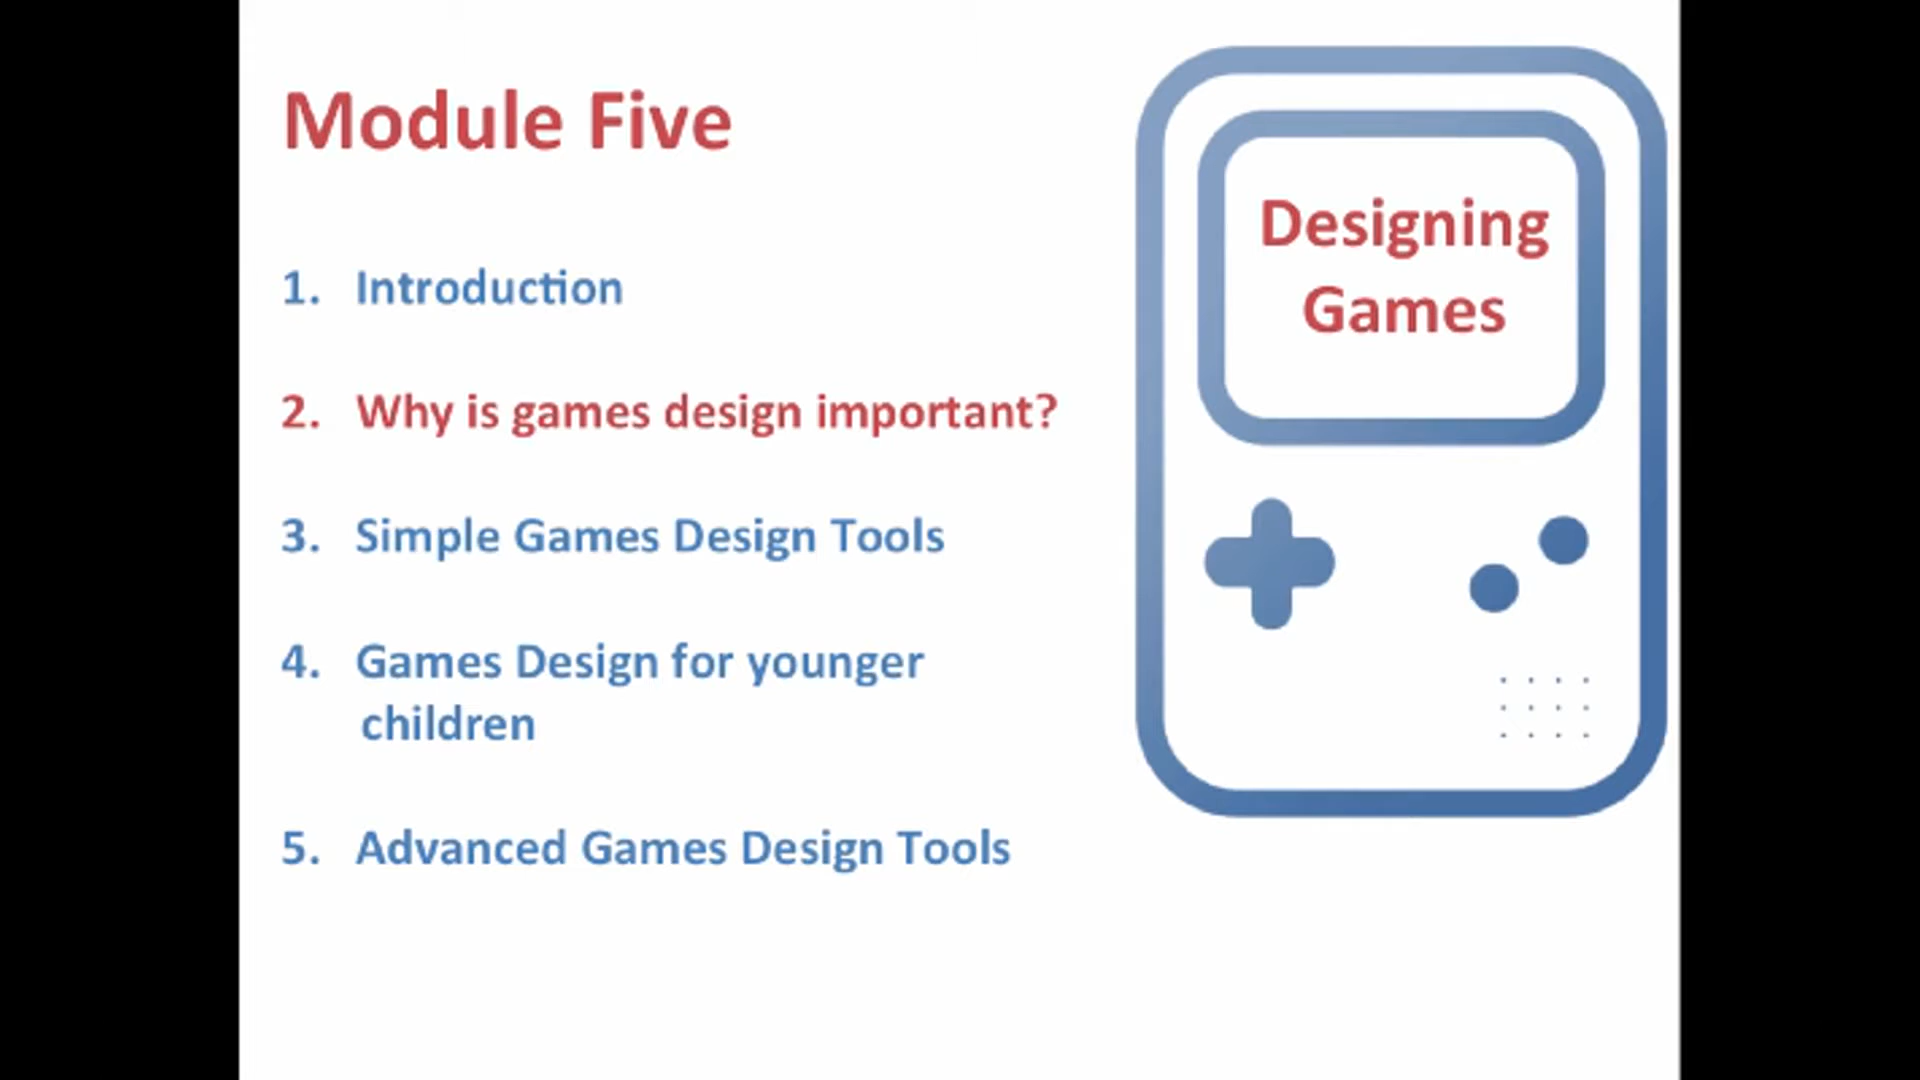 Module Five
1. Introduction
2. Why is games design important?
3. Simple Games Design Tools
4. Games Design for younger
children
5. Advanced Games Design Tools
Designing
Games